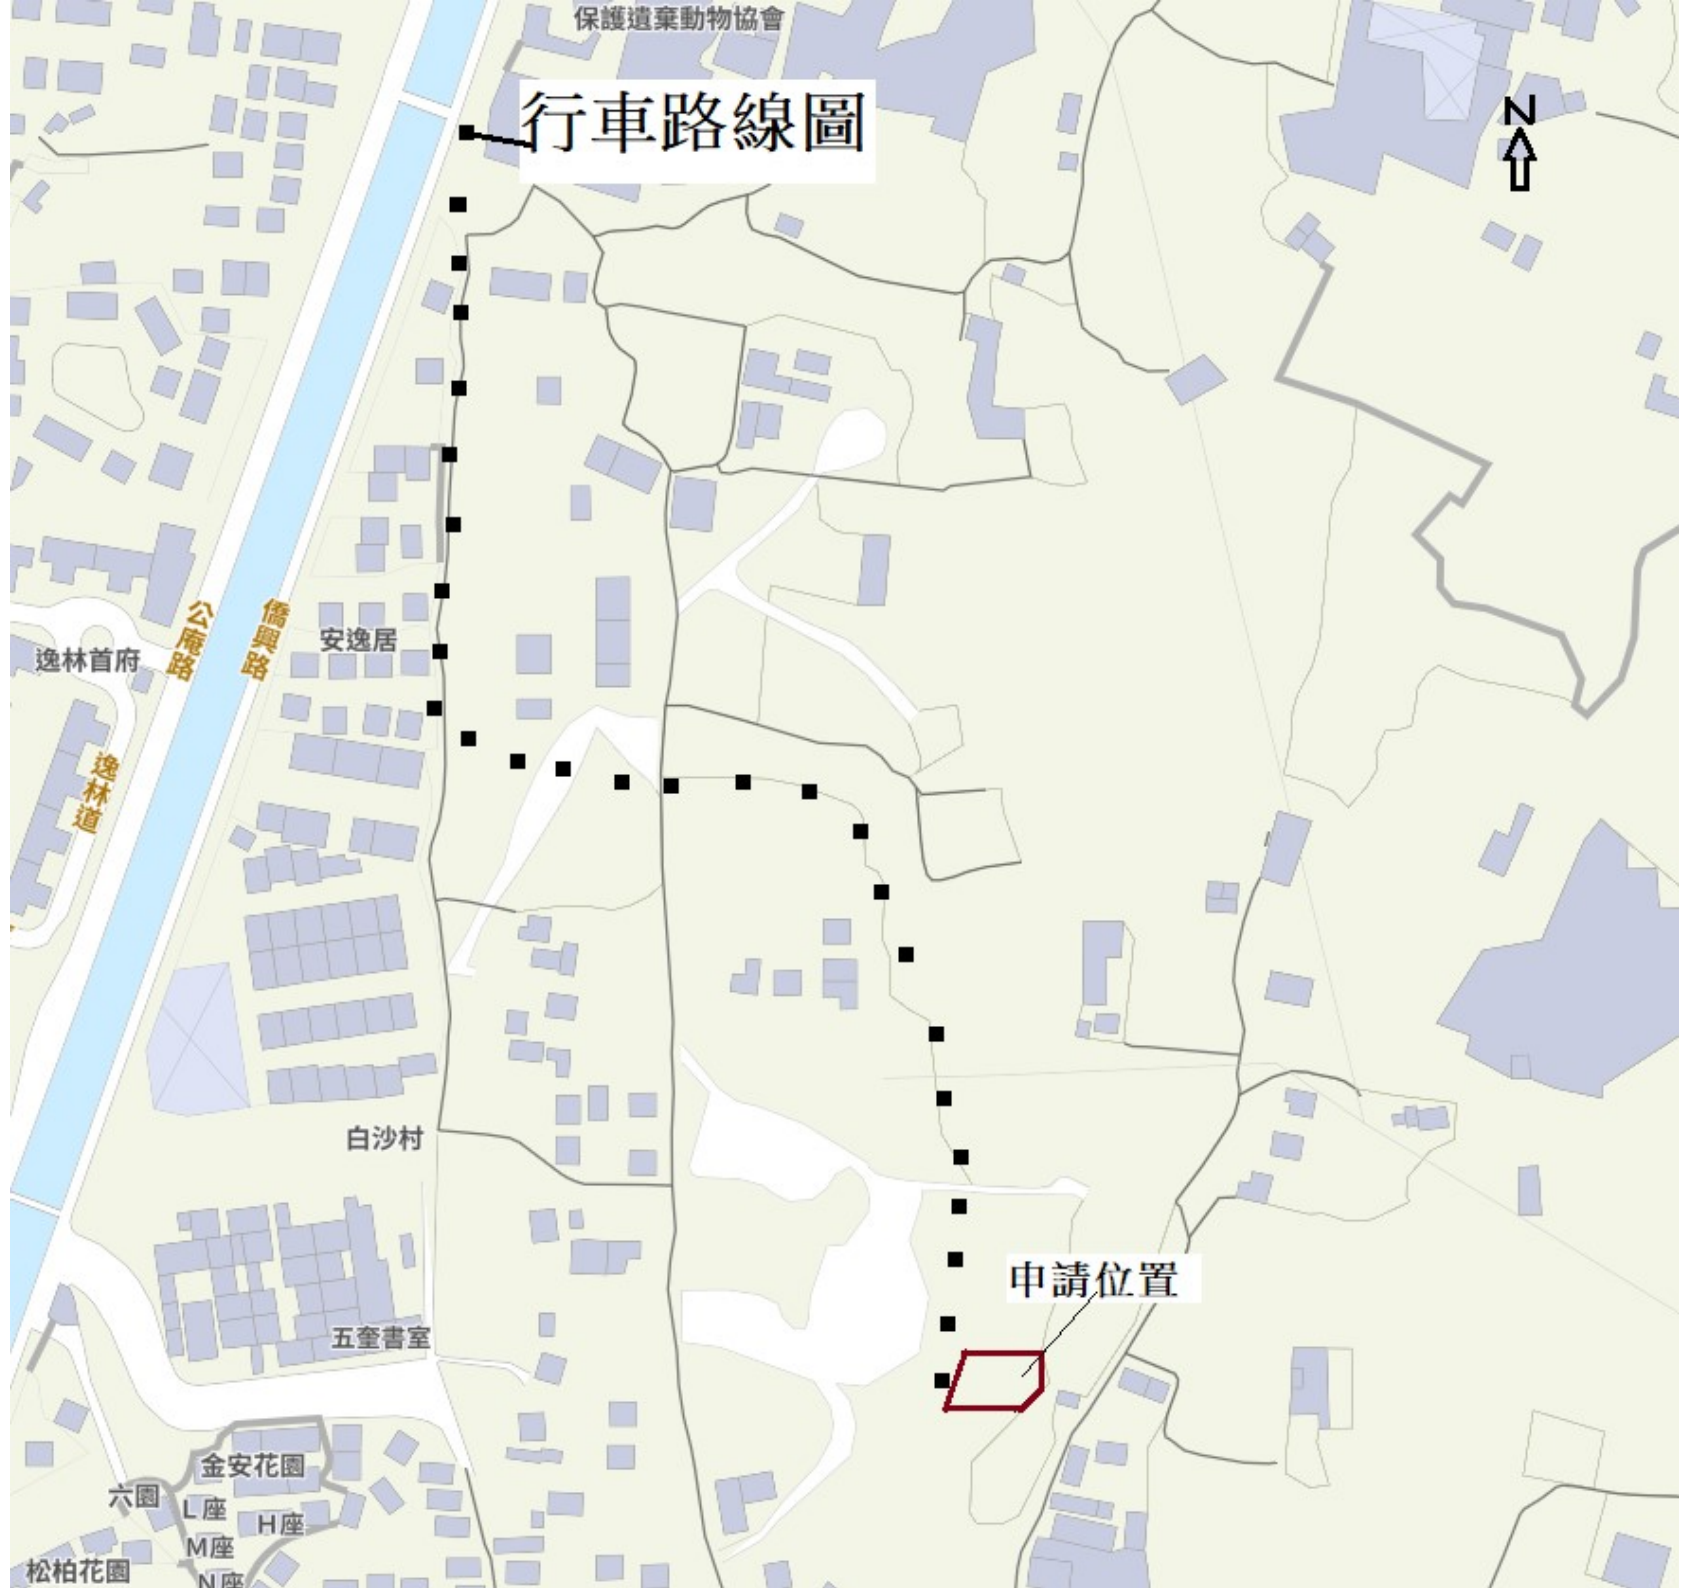 保護遺棄動物協會
行車路線圖
N
公庵路
僑興路
安逸居
逸林首府
逸林道
白沙村
申請位置
五奎書室
金安花園
六園
L座
H座
M座
松柏花園
N座